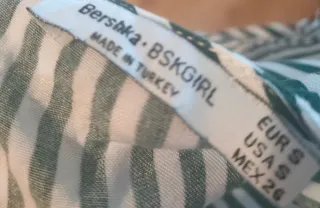 Bershka · BSKGIRL
MADE IN TURKEY
EUR S
USA S
MEX 26